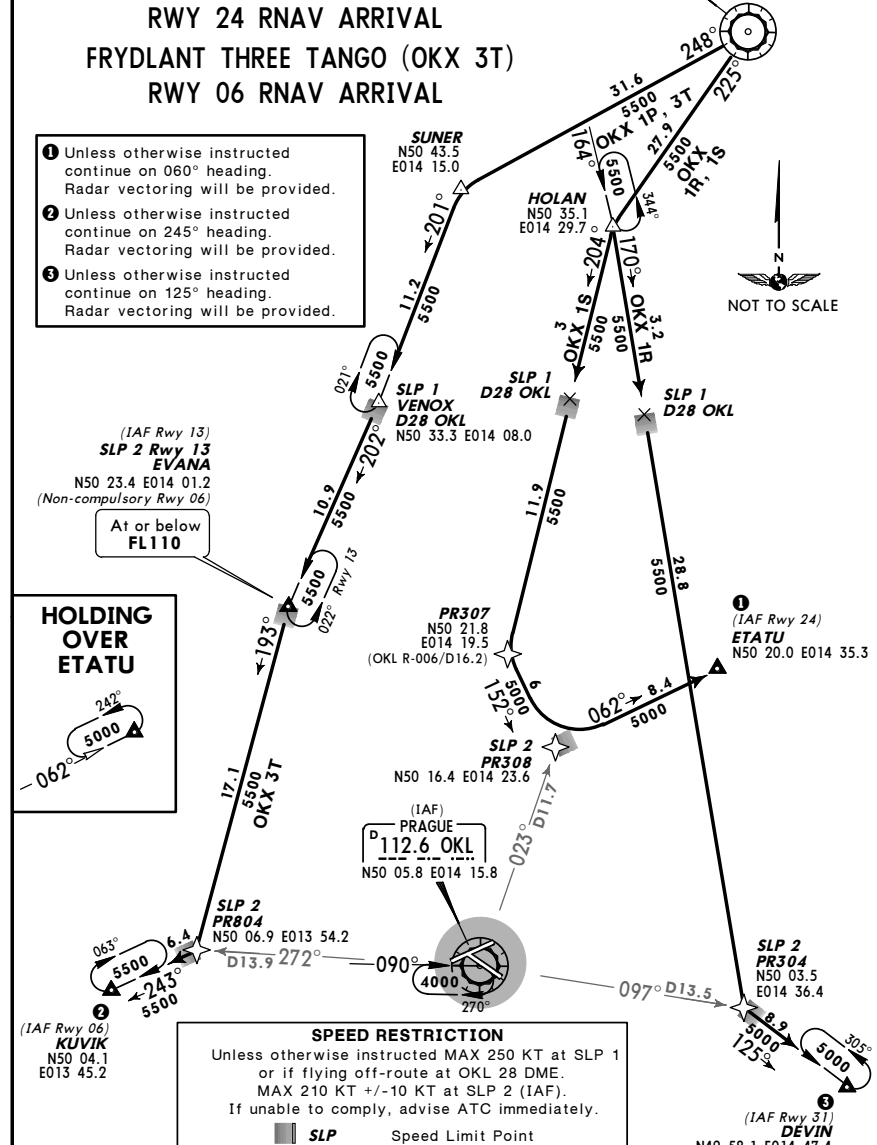 RWY 24 RNAV ARRIVAL
FRYDLANT THREE TANGO (OKX 3T)
RWY 06 RNAV ARRIVAL
1 Unless otherwise instructed
continue on 060° heading.
Radar vectoring will be provided.
2 Unless otherwise instructed
continue on 245° heading.
Radar vectoring will be provided.
3 Unless otherwise instructed
continue on 125° heading.
Radar vectoring will be provided.
248°
225°
31.6
5500
OKX 1P, 3T
27.9
5500
OKX
1R, 1S
SUNER
N50 43.5
E014 15.0
164°
5500
344°
HOLAN
N50 35.1
E014 29.7
201°
11.2
5500
204°
170°
3
OKX 1S
5500
3.2
OKX 1R
5500
N
NOT TO SCALE
021°
5500
SLP 1
VENOX
D28 OKL
N50 33.3 E014 08.0
SLP 1
D28 OKL
SLP 1
D28 OKL
202°
10.9
5500
(IAF Rwy 13)
SLP 2 Rwy 13
EVANA
N50 23.4 E014 01.2
(Non-compulsory Rwy 06)
At or below
FL110
5500
022° Rwy 13
11.9
5500
28.8
5500
HOLDING
OVER
ETATU
242°
5000
062°
193°
17.1
5500
OKX 3T
PR307
N50 21.8
E014 19.5
(OKL R-006/D16.2)
1
(IAF Rwy 24)
ETATU
N50 20.0 E014 35.3
6
5000
152°
062°
8.4
5000
SLP 2
PR308
N50 16.4 E014 23.6
023° D11.7
(IAF)
PRAGUE
D 112.6 OKL
N50 05.8 E014 15.8
SLP 2
PR804
N50 06.9 E013 54.2
063°
5500
6.4
243°
5500
D13.9 272°
090°
4000
270°
097° D13.5
SLP 2
PR304
N50 03.5
E014 36.4
2
(IAF Rwy 06)
KUVIK
N50 04.1
E013 45.2
8.9
5000
125°
305°
5000
3
(IAF Rwy 31)
DEVIN
SPEED RESTRICTION
Unless otherwise instructed MAX 250 KT at SLP 1
or if flying off-route at OKL 28 DME.
MAX 210 KT +/-10 KT at SLP 2 (IAF).
If unable to comply, advise ATC immediately.
SLP Speed Limit Point